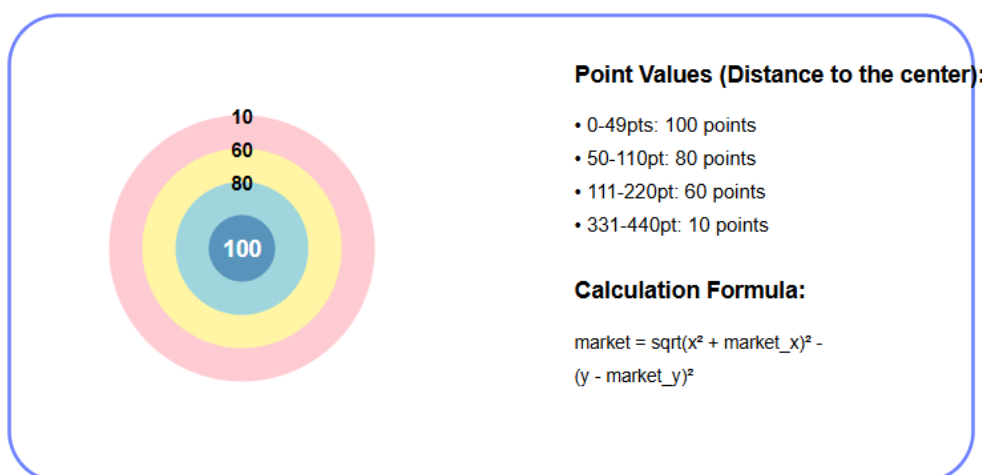 10
60
80
100
Point Values (Distance to the center):
• 0-49pts: 100 points
• 50-110pt: 80 points
• 111-220pt: 60 points
• 331-440pt: 10 points
Calculation Formula:
market = sqrt(x² + market_x)² -
(y - market_y)²